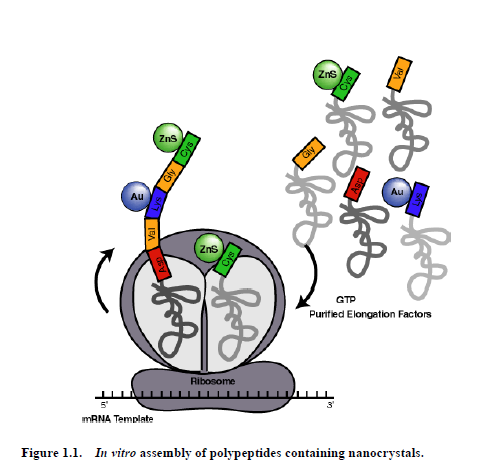 ZnS
Cys
Val
ZnS
Cys
Gly
Gly
Asp
Au
Lys
Au
Lys
Val
ZnS
Cys
Asp
GTP
Purified Elongation Factors
Ribosome
5'
3'
mRNA Template
Figure 1.1. In vitro assembly of polypeptides containing nanocrystals.